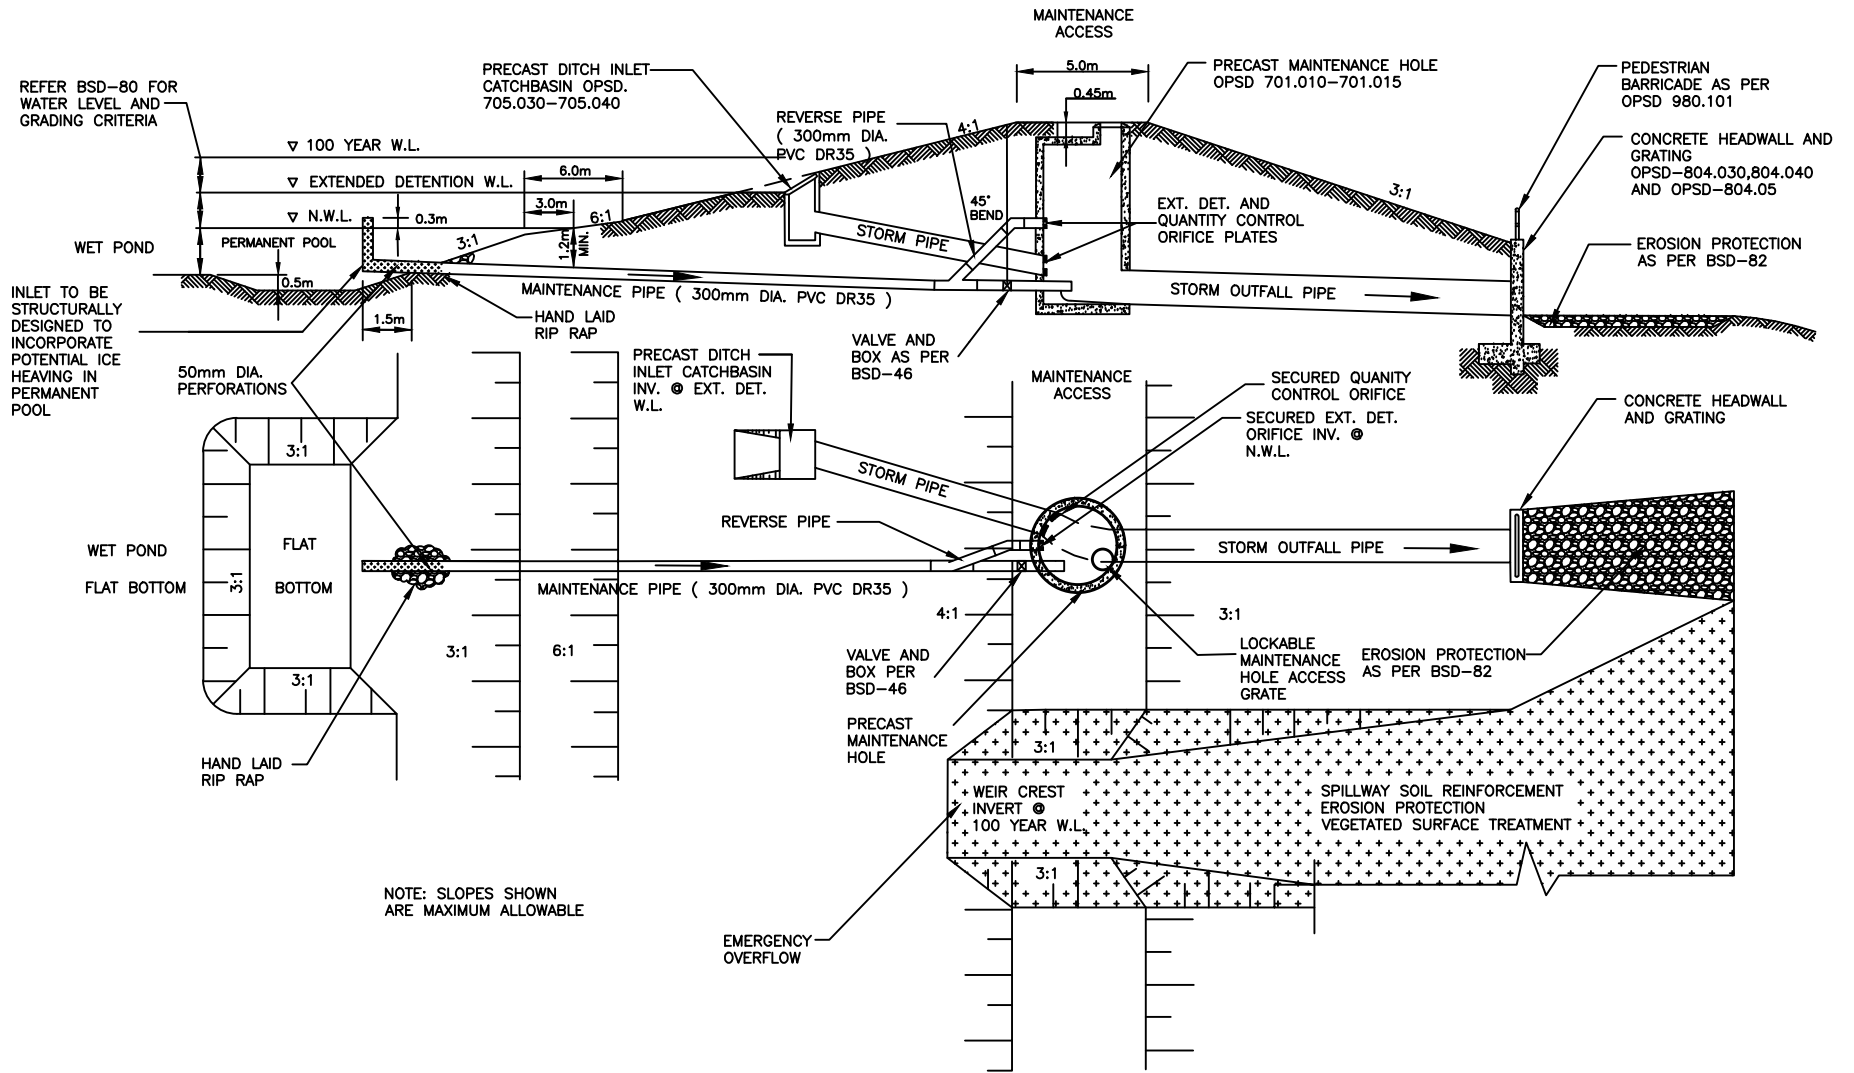 MAINTENANCE
ACCESS
5.0m
0.45m
PRECAST DITCH INLET
CATCHBASIN OPSD.
705.030-705.040
PRECAST MAINTENANCE HOLE
OPSD 701.010-701.015
PEDESTRIAN
BARRICADE AS PER
OPSD 980.101
REFER BSD-80 FOR
WATER LEVEL AND
GRADING CRITERIA
REVERSE PIPE
( 300mm DIA.
PVC DR35 )
4:1
CONCRETE HEADWALL AND
GRATING
OPSD-804.030,804.040
AND OPSD-804.05
▽ 100 YEAR W.L.
▽ EXTENDED DETENTION W.L.
6.0m
3:1
▽ N.W.L.
0.3m
3.0m
6:1
45°
BEND
EXT. DET. AND
QUANTITY CONTROL
ORIFICE PLATES
WET POND
PERMANENT POOL
3:1
1.2m
MIN.
STORM PIPE
EROSION PROTECTION
AS PER BSD-82
0.5m
MAINTENANCE PIPE ( 300mm DIA. PVC DR35 )
STORM OUTFALL PIPE
INLET TO BE
STRUCTURALLY
DESIGNED TO
INCORPORATE
POTENTIAL ICE
HEAVING IN
PERMANENT
POOL
1.5m
HAND LAID
RIP RAP
VALVE AND
BOX AS PER
BSD-46
50mm DIA.
PERFORATIONS
PRECAST DITCH
INLET CATCHBASIN
INV. @ EXT. DET.
W.L.
MAINTENANCE
ACCESS
SECURED QUANITY
CONTROL ORIFICE
SECURED EXT. DET.
ORIFICE INV. @
N.W.L.
CONCRETE HEADWALL
AND GRATING
3:1
STORM PIPE
REVERSE PIPE
WET POND
FLAT BOTTOM
3:1
FLAT
BOTTOM
STORM OUTFALL PIPE
MAINTENANCE PIPE ( 300mm DIA. PVC DR35 )
4:1
3:1
3:1
6:1
3:1
VALVE AND
BOX PER
BSD-46
LOCKABLE
MAINTENANCE
HOLE ACCESS
GRATE
EROSION PROTECTION
AS PER BSD-82
PRECAST
MAINTENANCE
HOLE
3:1
HAND LAID
RIP RAP
WEIR CREST
INVERT @
100 YEAR W.L.
SPILLWAY SOIL REINFORCEMENT
EROSION PROTECTION
VEGETATED SURFACE TREATMENT
3:1
NOTE: SLOPES SHOWN
ARE MAXIMUM ALLOWABLE
EMERGENCY
OVERFLOW